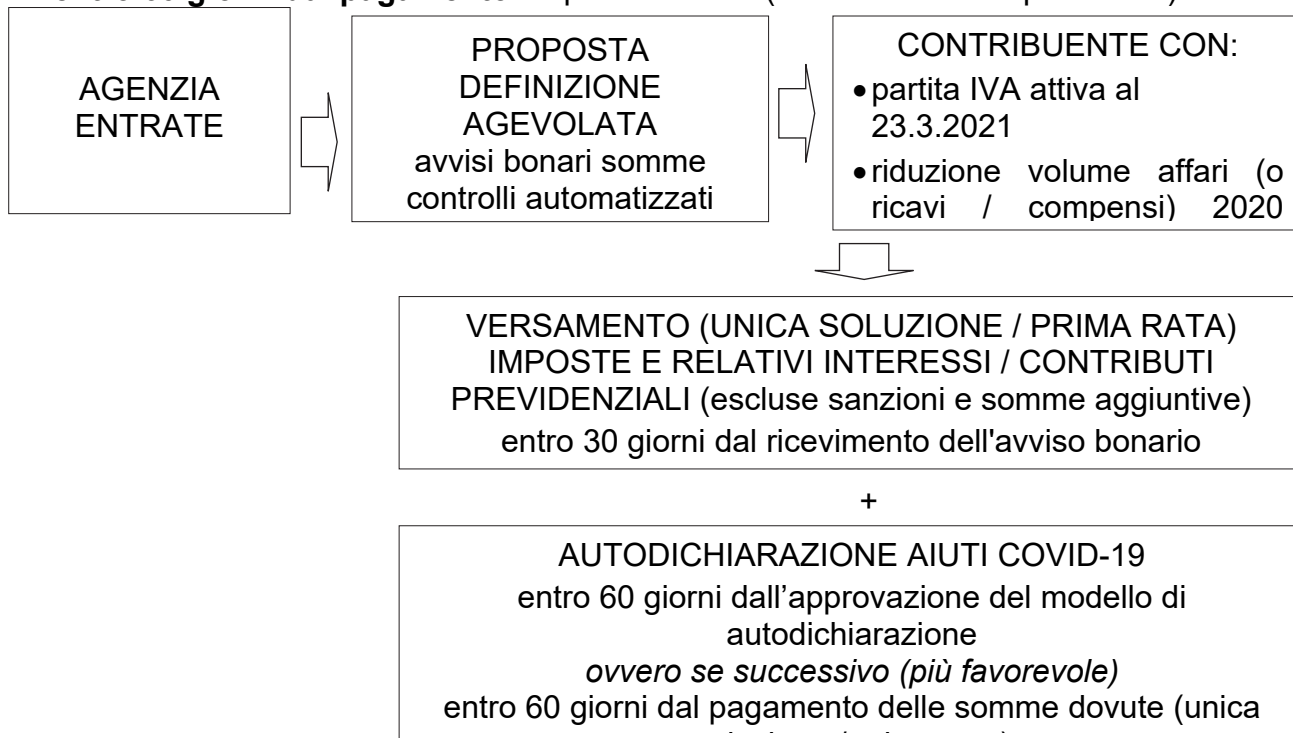 AGENZIA
ENTRATE
PROPOSTA
DEFINIZIONE
AGEVOLATA
avvisi bonari somme
controlli automatizzati
CONTRIBUENTE CON:
• partita IVA attiva al
23.3.2021
• riduzione volume affari (o
ricavi / compensi) 2020
VERSAMENTO (UNICA SOLUZIONE / PRIMA RATA)
IMPOSTE E RELATIVI INTERESSI / CONTRIBUTI
PREVIDENZIALI (escluse sanzioni e somme aggiuntive)
entro 30 giorni dal ricevimento dell'avviso bonario
+
AUTODICHIARAZIONE AIUTI COVID-19
entro 60 giorni dall’approvazione del modello di
autodichiarazione
ovvero se successivo (più favorevole)
entro 60 giorni dal pagamento delle somme dovute (unica